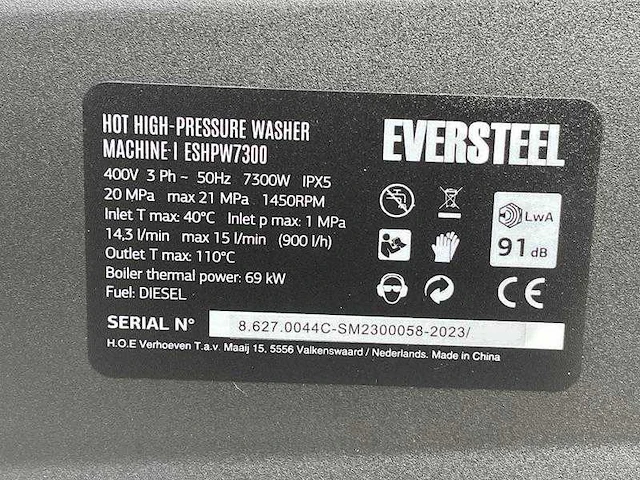 HOT HIGH-PRESSURE WASHER
MACHINE | ESHPW7300
EVERSTEEL
400V 3 Ph ~ 50Hz 7300W IPX5
20 MPa max 21 MPa 1450RPM
Inlet T max: 40°C Inlet p max: 1 MPa
14,3 l/min max 15 l/min (900 l/h)
Outlet T max: 110°C
Boiler thermal power: 69 kW
Fuel: DIESEL
LWA
91 dB
CE
SERIAL N° 8.627.0044C-SM2300058-2023/
H.O.E Verhoeven T.a.v. Maaij 15, 5556 Valkenswaard / Nederlands. Made in China